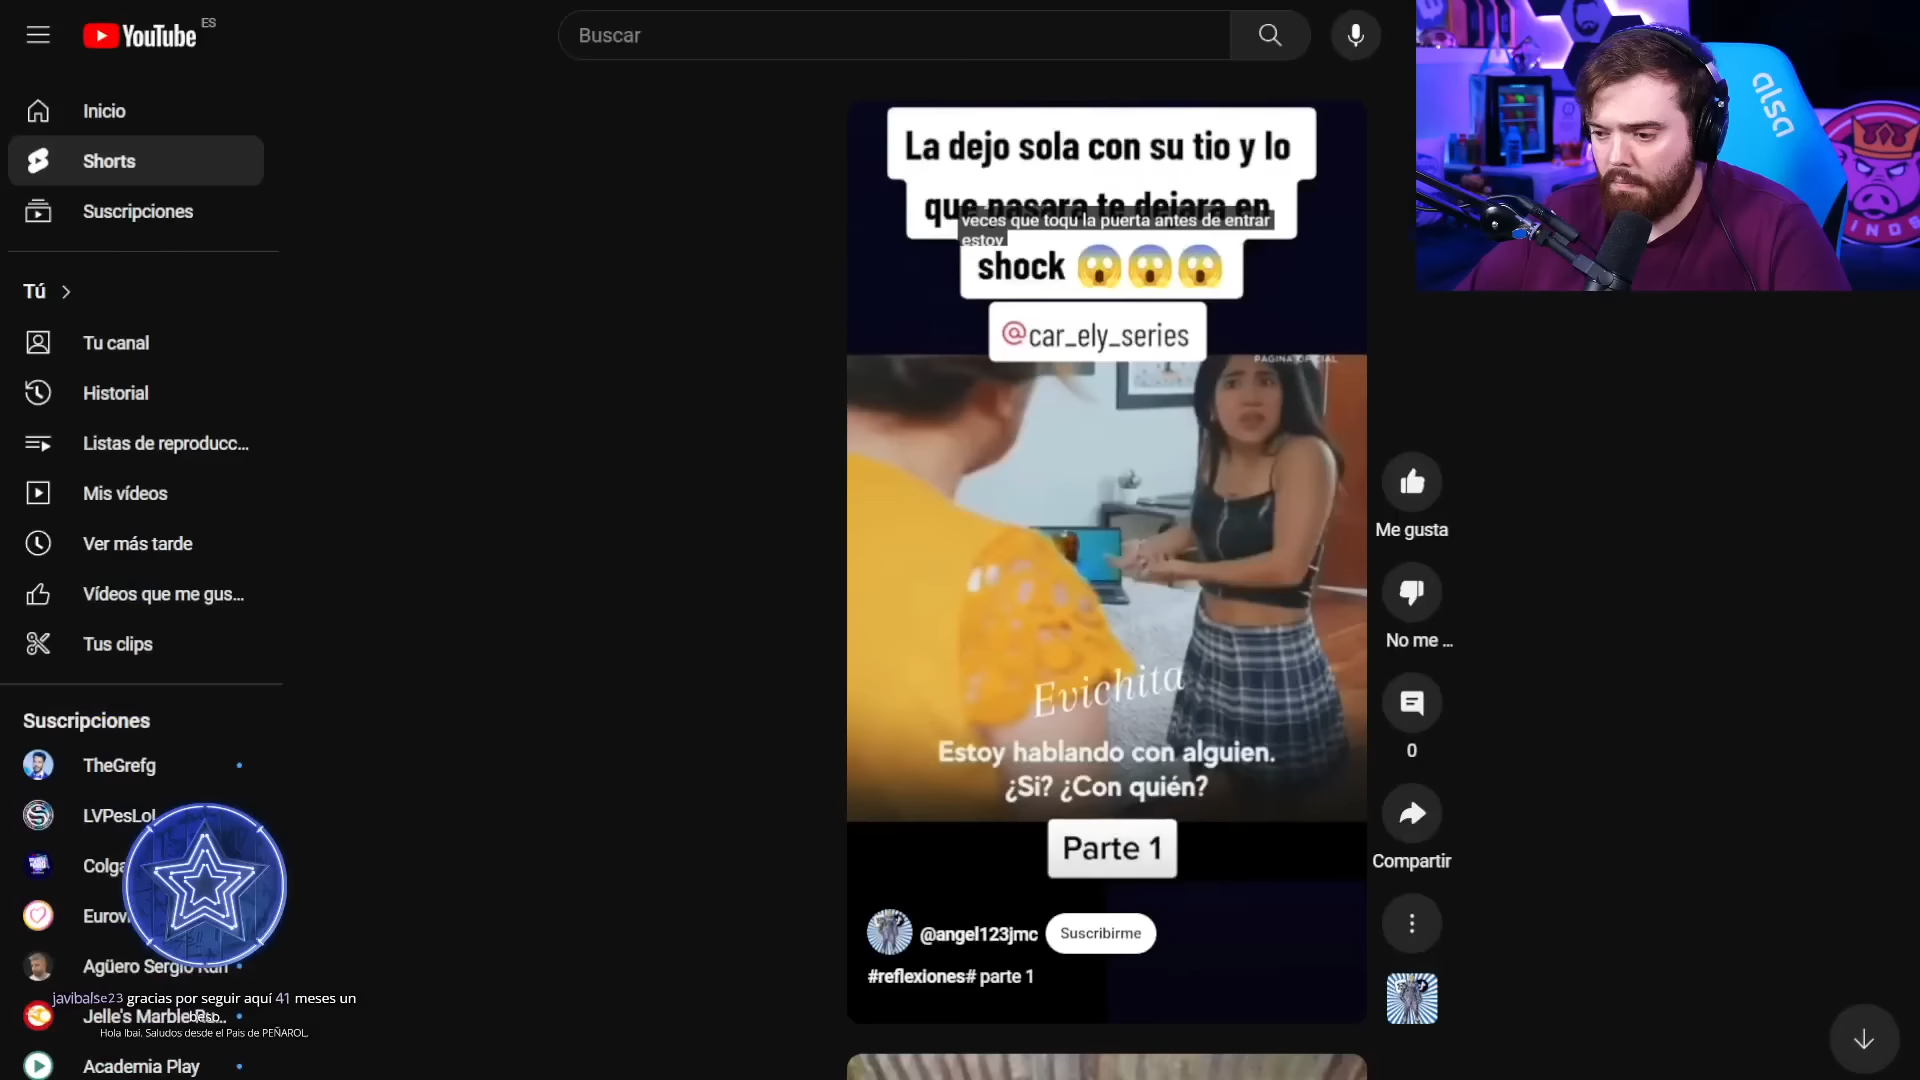 YouTube ES
Buscar
Inicio
Shorts
Suscripciones
Tú
Tu canal
Historial
Listas de reproducc...
Mis vídeos
Ver más tarde
Vídeos que me gus...
Tus clips
Suscripciones
TheGrefg
LVPesLoL
Colga
Eurov
Agüero Sergio Kun
javibalse23 gracias por seguir aquí 41 meses un
beso
Jelle's Marble Ru...
Hola Ibai. Saludos desde el Pais de PEÑAROL.
Academia Play
La dejo sola con su tio y lo
que pasara te dejara en
veces que toqu la puerta antes de entrar
estoy
shock 😱😱😱
@car_ely_series
PAGINA OFICIAL
Evichita
Estoy hablando con alguien.
¿Si? ¿Con quién?
Parte 1
@angel123jmc Suscribirme
#reflexiones# parte 1
Me gusta
No me ...
0
Compartir
alsa